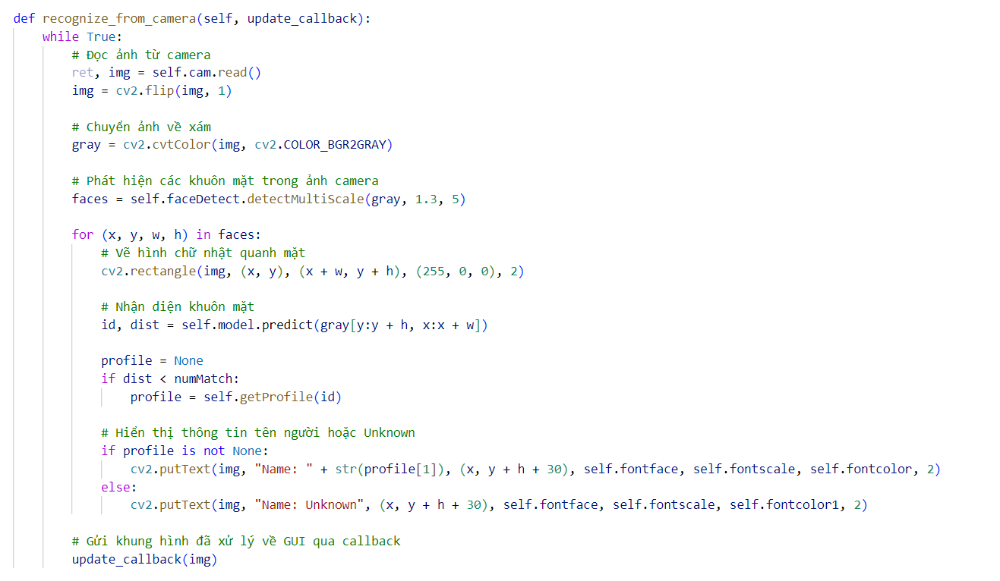 def recognize_from_camera(self, update_callback):
    while True:
        # Đọc ảnh từ camera
        ret, img = self.cam.read()
        img = cv2.flip(img, 1)

        # Chuyển ảnh về xám
        gray = cv2.cvtColor(img, cv2.COLOR_BGR2GRAY)

        # Phát hiện các khuôn mặt trong ảnh camera
        faces = self.faceDetect.detectMultiScale(gray, 1.3, 5)

        for (x, y, w, h) in faces:
            # Vẽ hình chữ nhật quanh mặt
            cv2.rectangle(img, (x, y), (x + w, y + h), (255, 0, 0), 2)

            # Nhận diện khuôn mặt
            id, dist = self.model.predict(gray[y:y + h, x:x + w])

            profile = None
            if dist < numMatch:
                profile = self.getProfile(id)

            # Hiển thị thông tin tên người hoặc Unknown
            if profile is not None:
                cv2.putText(img, "Name: " + str(profile[1]), (x, y + h + 30), self.fontface, self.fontscale, self.fontcolor, 2)
            else:
                cv2.putText(img, "Name: Unknown", (x, y + h + 30), self.fontface, self.fontscale, self.fontcolor1, 2)

        # Gửi khung hình đã xử lý về GUI qua callback
        update_callback(img)